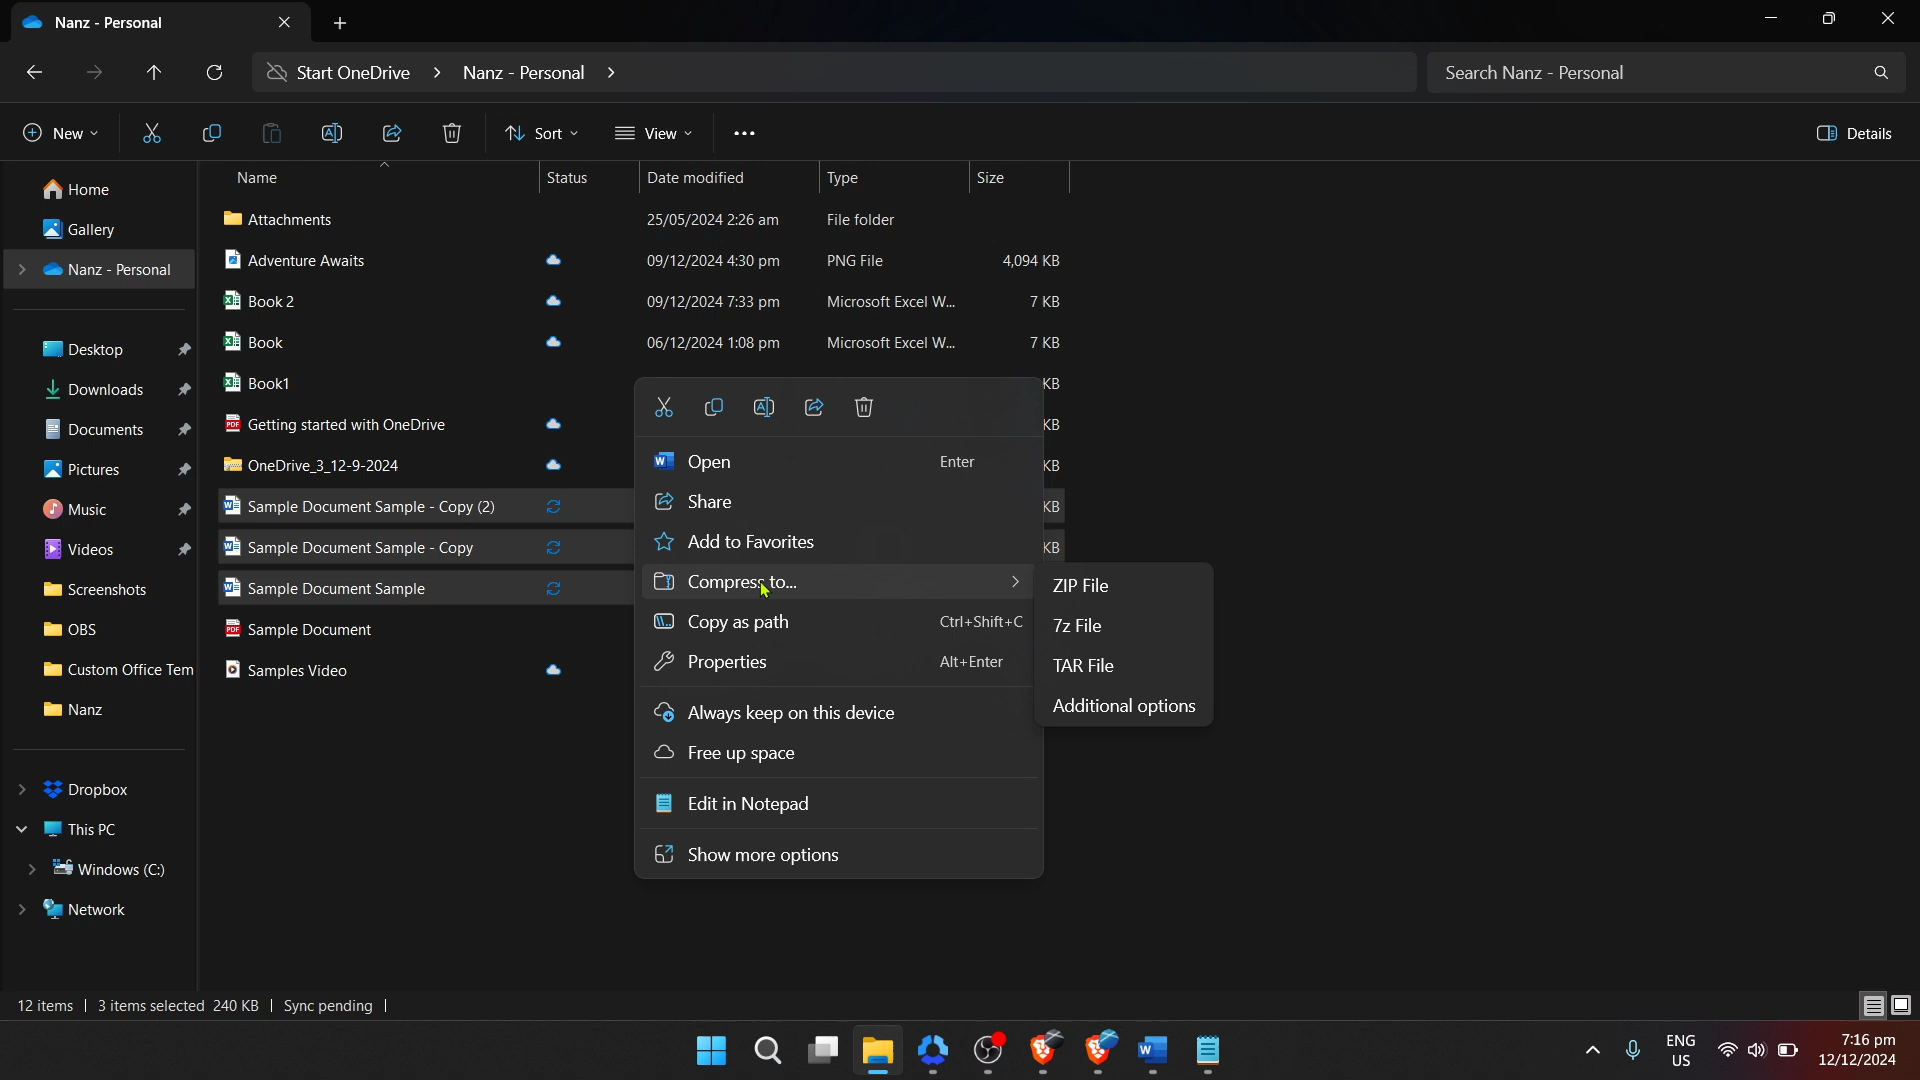 Nanz - Personal
Start OneDrive > Nanz - Personal >
Search Nanz - Personal
New
Sort
View
Details
Name Status Date modified Type Size
Home
Gallery
Nanz - Personal
Desktop
Downloads
Documents
Pictures
Music
Videos
Screenshots
OBS
Custom Office Tem
Nanz
Dropbox
This PC
Windows (C:)
Network
Attachments 25/05/2024 2:26 am File folder
Adventure Awaits 09/12/2024 4:30 pm PNG File 4,094 KB
Book 2 09/12/2024 7:33 pm Microsoft Excel W... 7 KB
Book 06/12/2024 1:08 pm Microsoft Excel W... 7 KB
Book1 KB
Getting started with OneDrive KB
OneDrive_3_12-9-2024 KB
Sample Document Sample - Copy (2) KB
Sample Document Sample - Copy KB
Sample Document Sample
Sample Document
Samples Video
Open Enter
Share
Add to Favorites
Compress to...
Copy as path Ctrl+Shift+C
Properties Alt+Enter
Always keep on this device
Free up space
Edit in Notepad
Show more options
ZIP File
7z File
TAR File
Additional options
12 items | 3 items selected 240 KB | Sync pending |
ENG
US
7:16 pm
12/12/2024